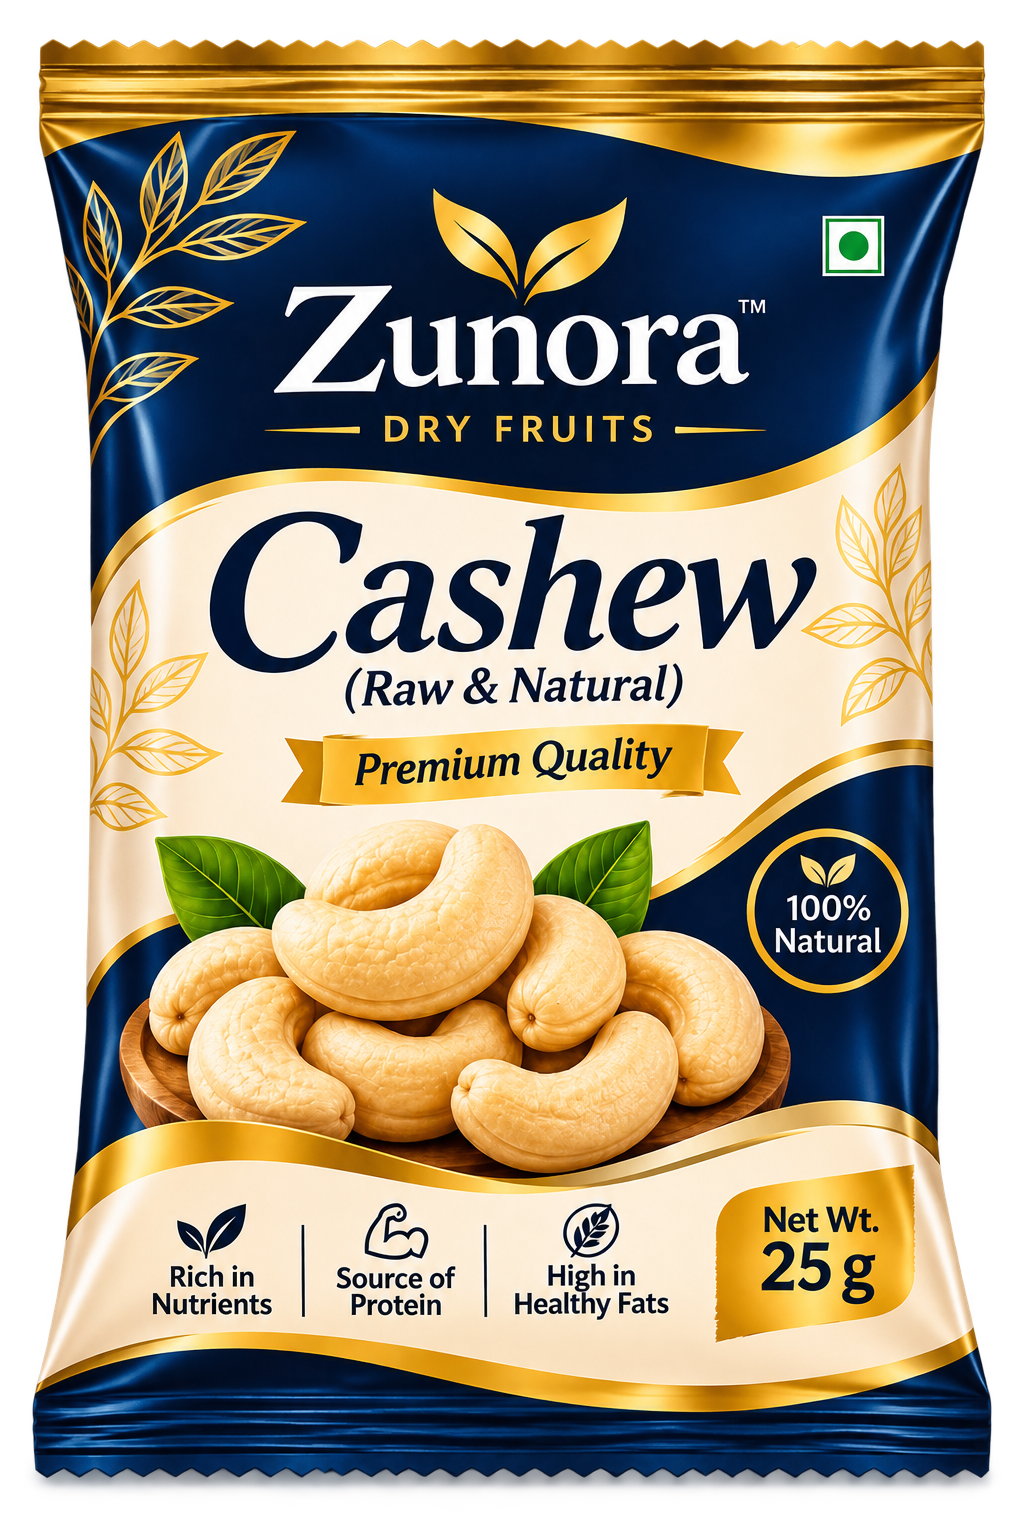 Zunora™
DRY FRUITS
Cashew
(Raw & Natural)
Premium Quality
100%
Natural
Rich in
Nutrients
Source of
Protein
High in
Healthy Fats
Net Wt.
25 g